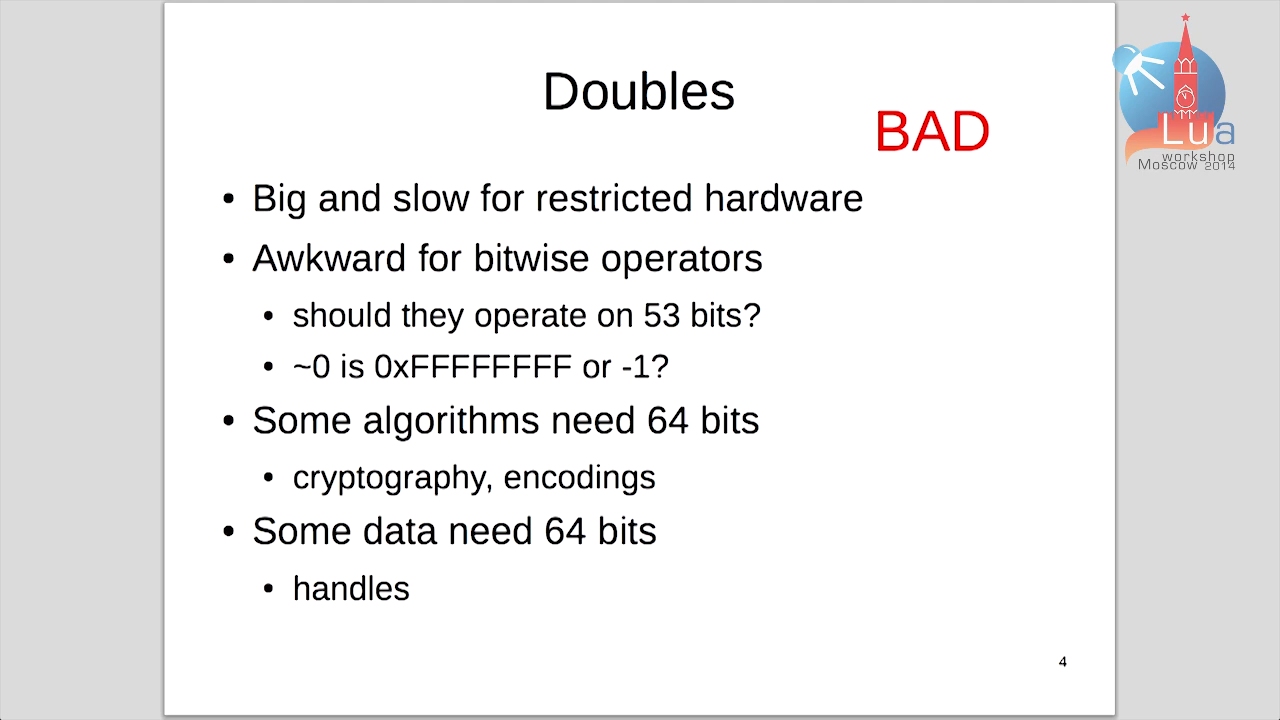 Doubles
BAD
• Big and slow for restricted hardware
• Awkward for bitwise operators
• should they operate on 53 bits?
• ~0 is 0xFFFFFFFF or -1?
• Some algorithms need 64 bits
• cryptography, encodings
• Some data need 64 bits
• handles
4
Lua
workshop
Moscow 2014